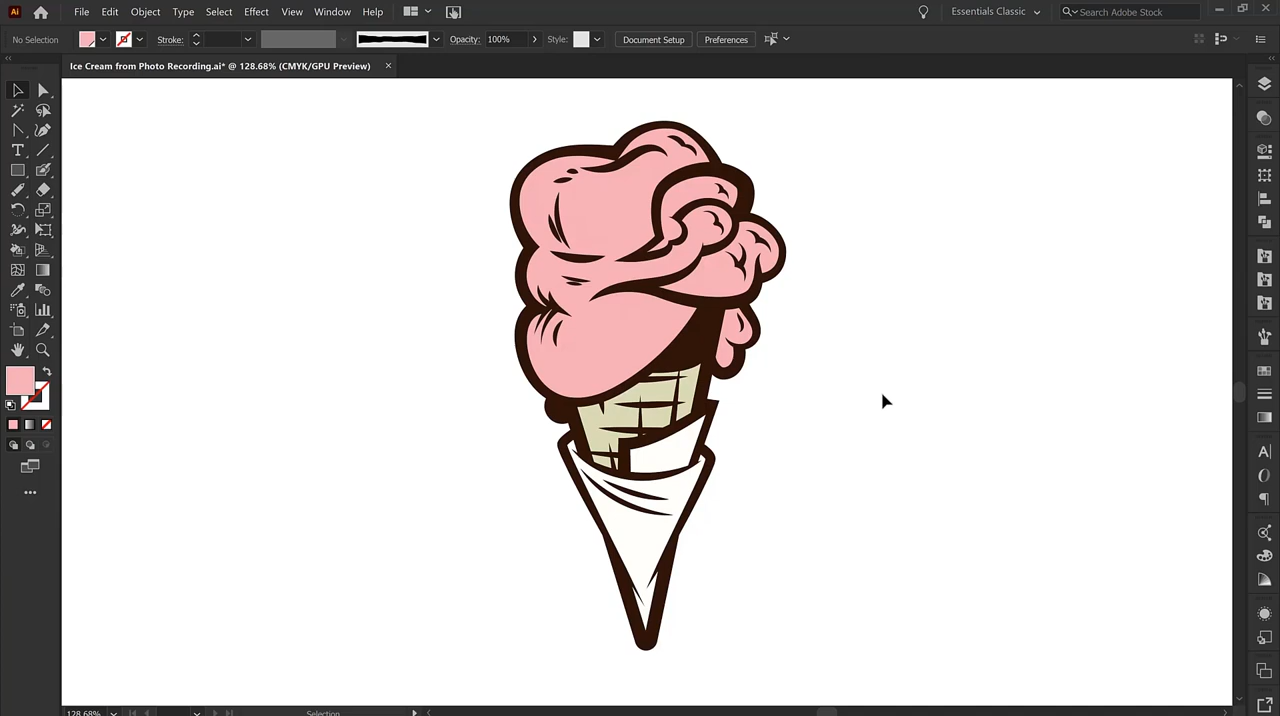 Ai File Edit Object Type Select Effect View Window Help Essentials Classic Search Adobe Stock
No Selection Stroke: Opacity: 100% Style: Document Setup Preferences
Ice Cream from Photo Recording.ai* @ 128.68% (CMYK/GPU Preview)
128.68% Selection